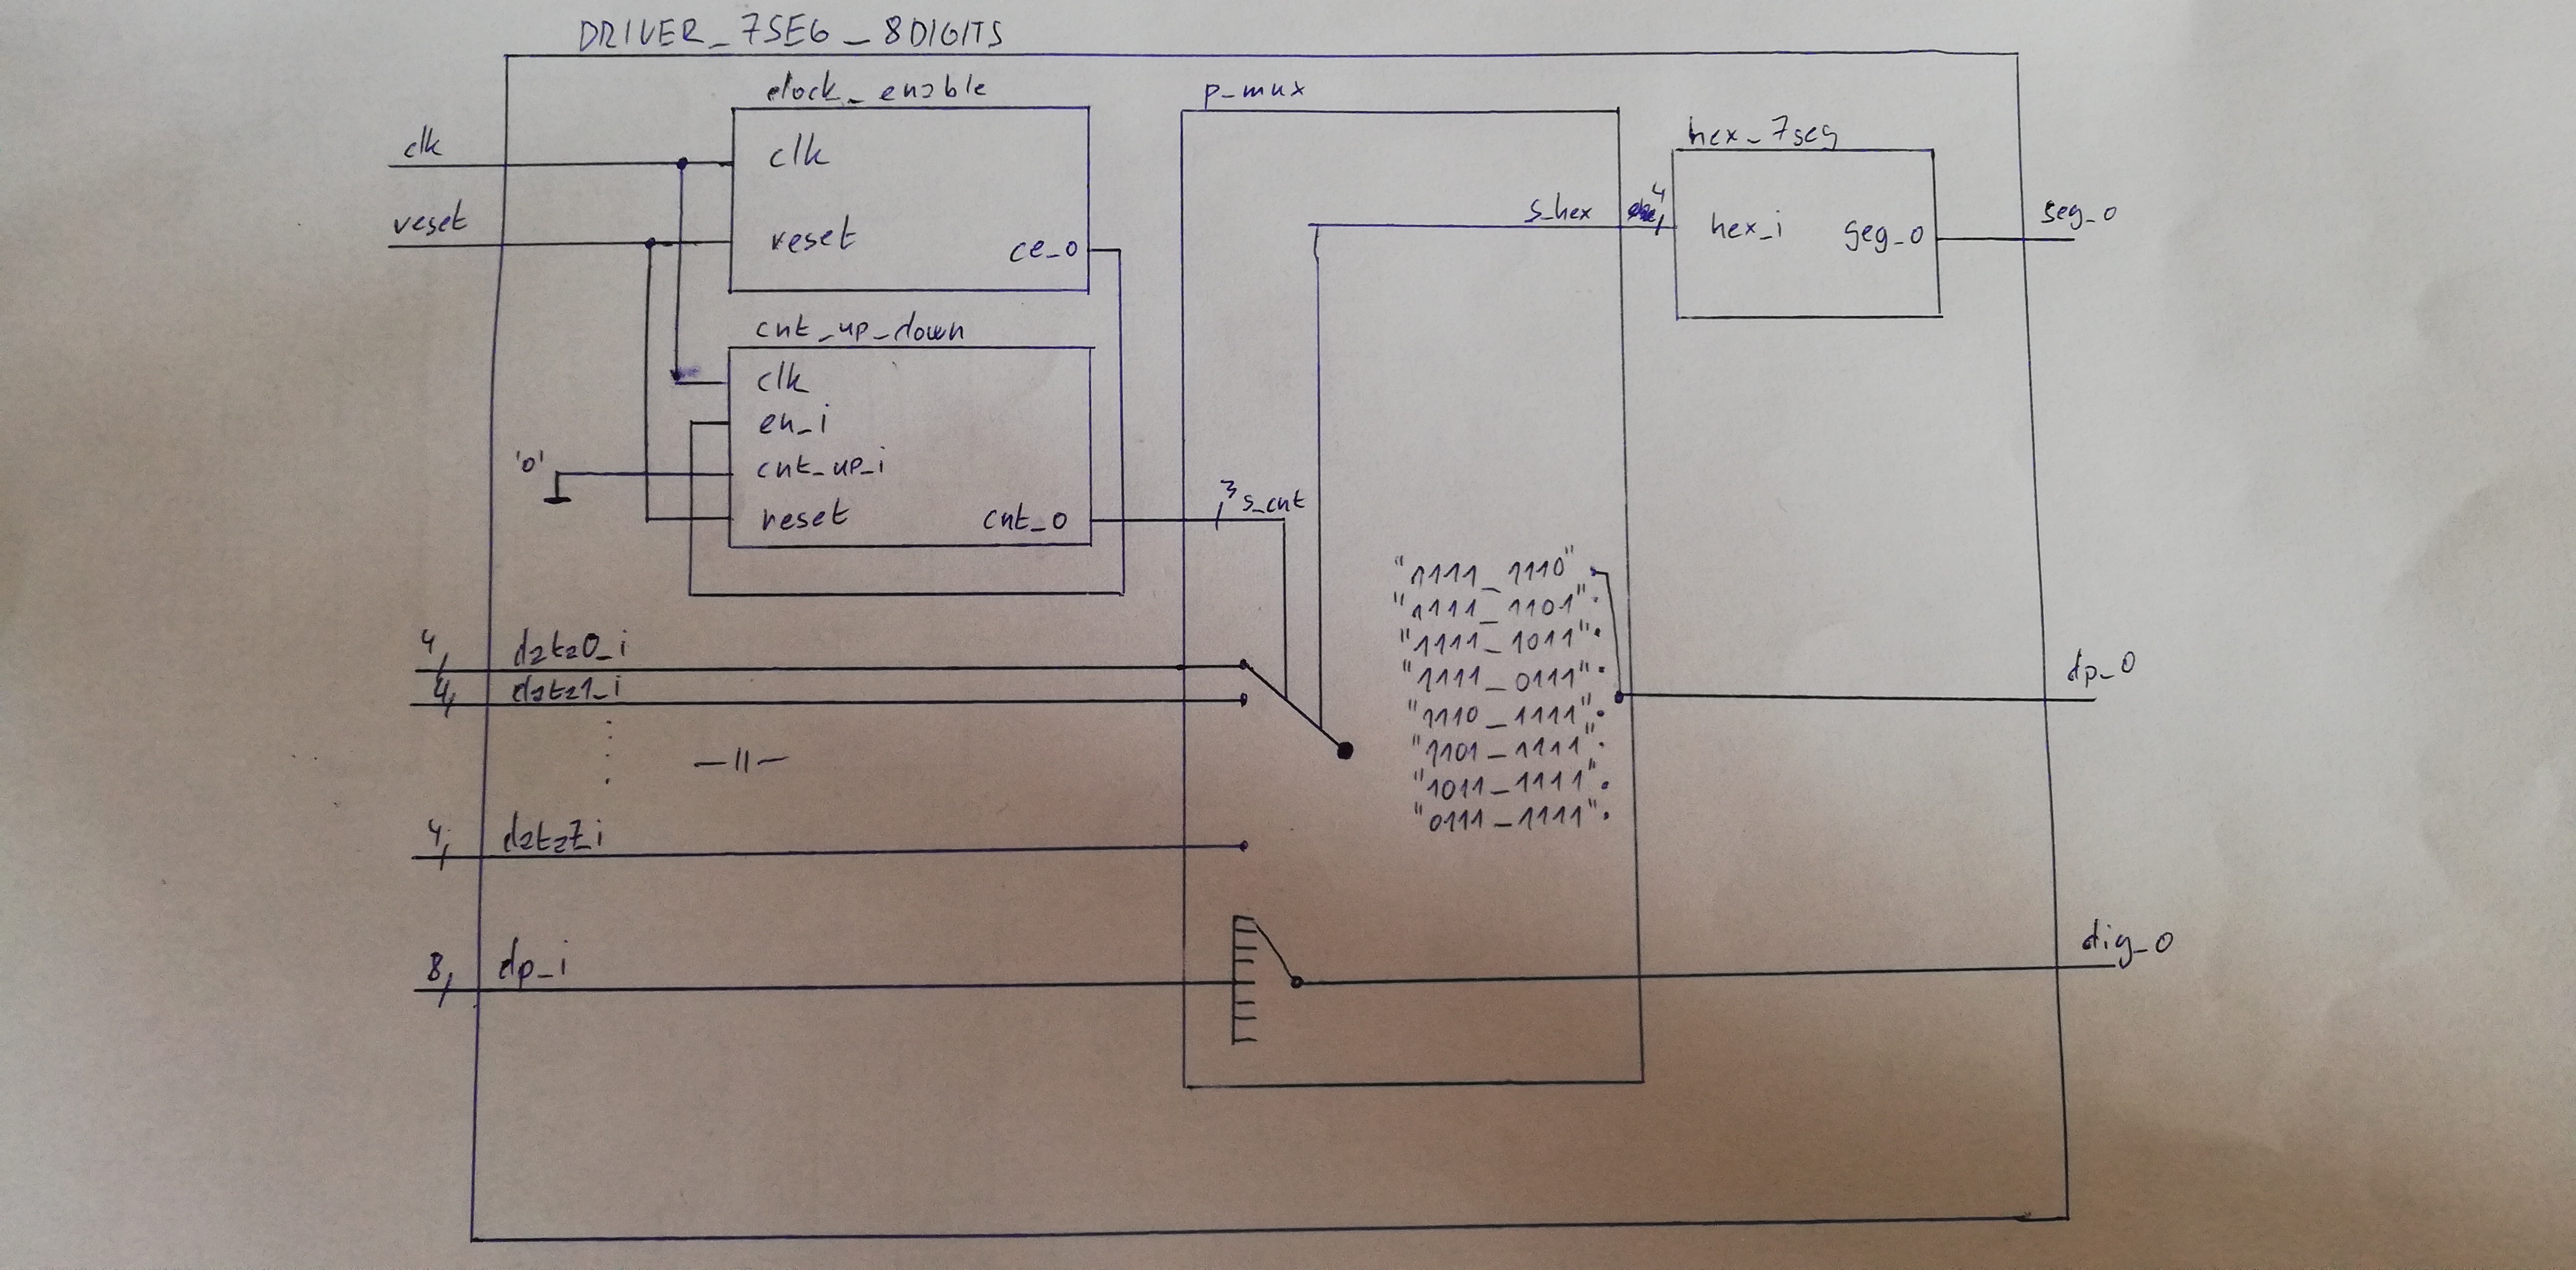 DRIVER_7SEG_8DIGITS
clock_enable
p_mux
hex_7seg
clk
clk
reset
reset
ce_o
s_hex
4
hex_i
seg_o
seg_o
cnt_up_down
clk
en_i
'0'
cnt_up_i
reset
cnt_o
3
s_cnt
"1111_1110"
"1111_1101"
"1111_1011"
"1111_0111"
"1110_1111"
"1101_1111"
"1011_1111"
"0111_1111"
4
data0_i
4
data1_i
—||—
4
data7_i
dp_o
8
dp_i
dig_o